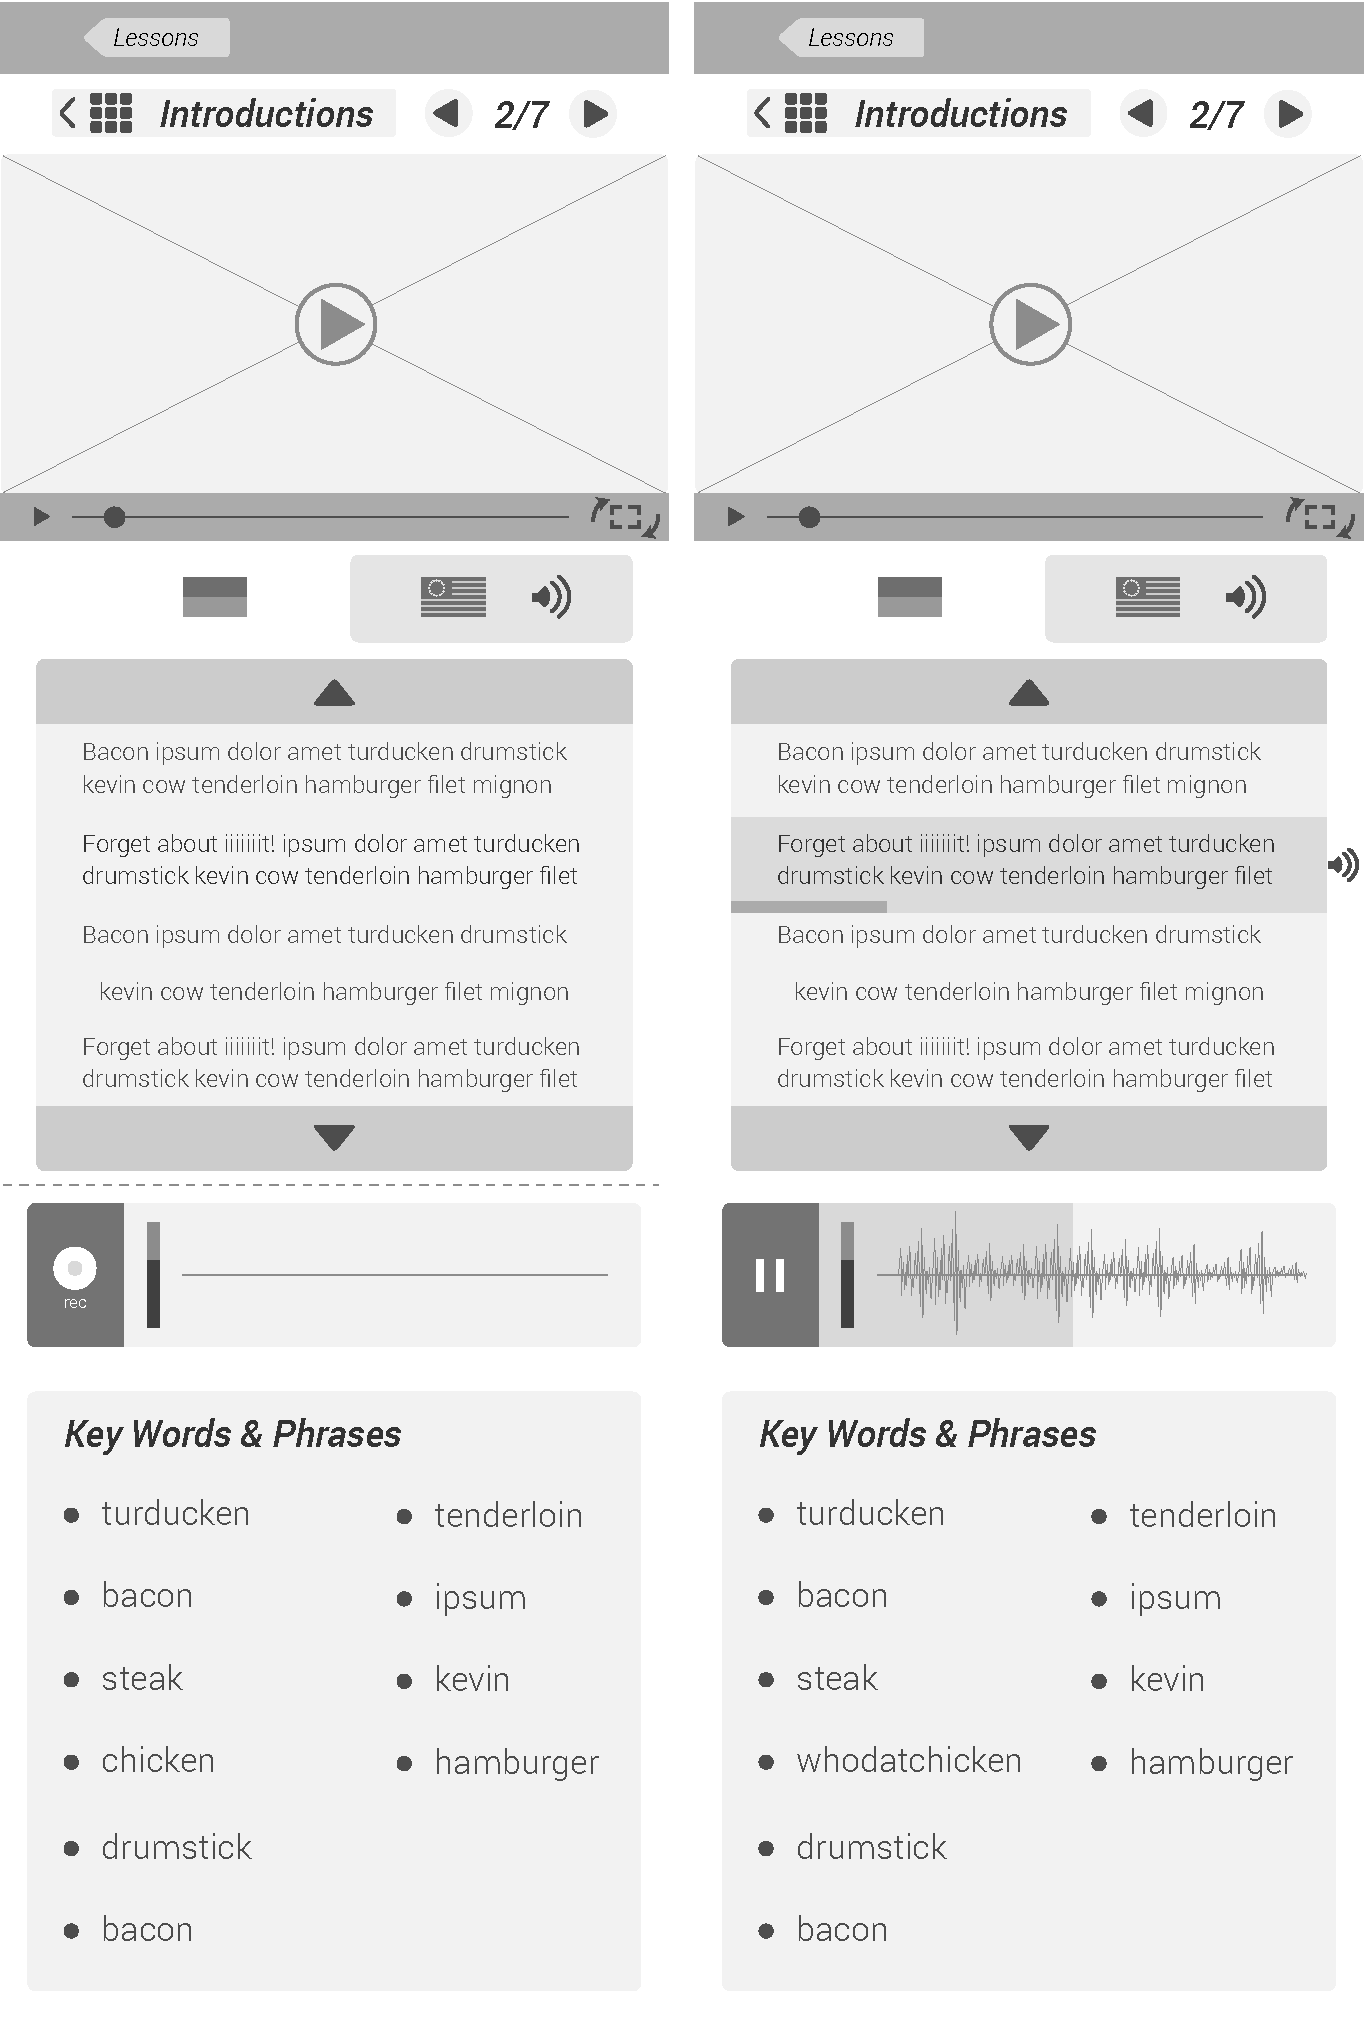 Lessons
Introductions 2/7
Bacon ipsum dolor amet turducken drumstick
kevin cow tenderloin hamburger filet mignon
Forget about iiiiiiit! ipsum dolor amet turducken
drumstick kevin cow tenderloin hamburger filet
Bacon ipsum dolor amet turducken drumstick
kevin cow tenderloin hamburger filet mignon
Forget about iiiiiiit! ipsum dolor amet turducken
drumstick kevin cow tenderloin hamburger filet
rec
Key Words & Phrases
turducken
bacon
steak
chicken
drumstick
bacon
tenderloin
ipsum
kevin
hamburger
Lessons
Introductions 2/7
Bacon ipsum dolor amet turducken drumstick
kevin cow tenderloin hamburger filet mignon
Forget about iiiiiiit! ipsum dolor amet turducken
drumstick kevin cow tenderloin hamburger filet
Bacon ipsum dolor amet turducken drumstick
kevin cow tenderloin hamburger filet mignon
Forget about iiiiiiit! ipsum dolor amet turducken
drumstick kevin cow tenderloin hamburger filet
Key Words & Phrases
turducken
bacon
steak
whodatchicken
drumstick
bacon
tenderloin
ipsum
kevin
hamburger